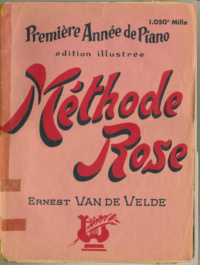 1.050e Mille
Première Année de Piano
édition illustrée
Méthode
Rose
ERNEST VAN DE VELDE